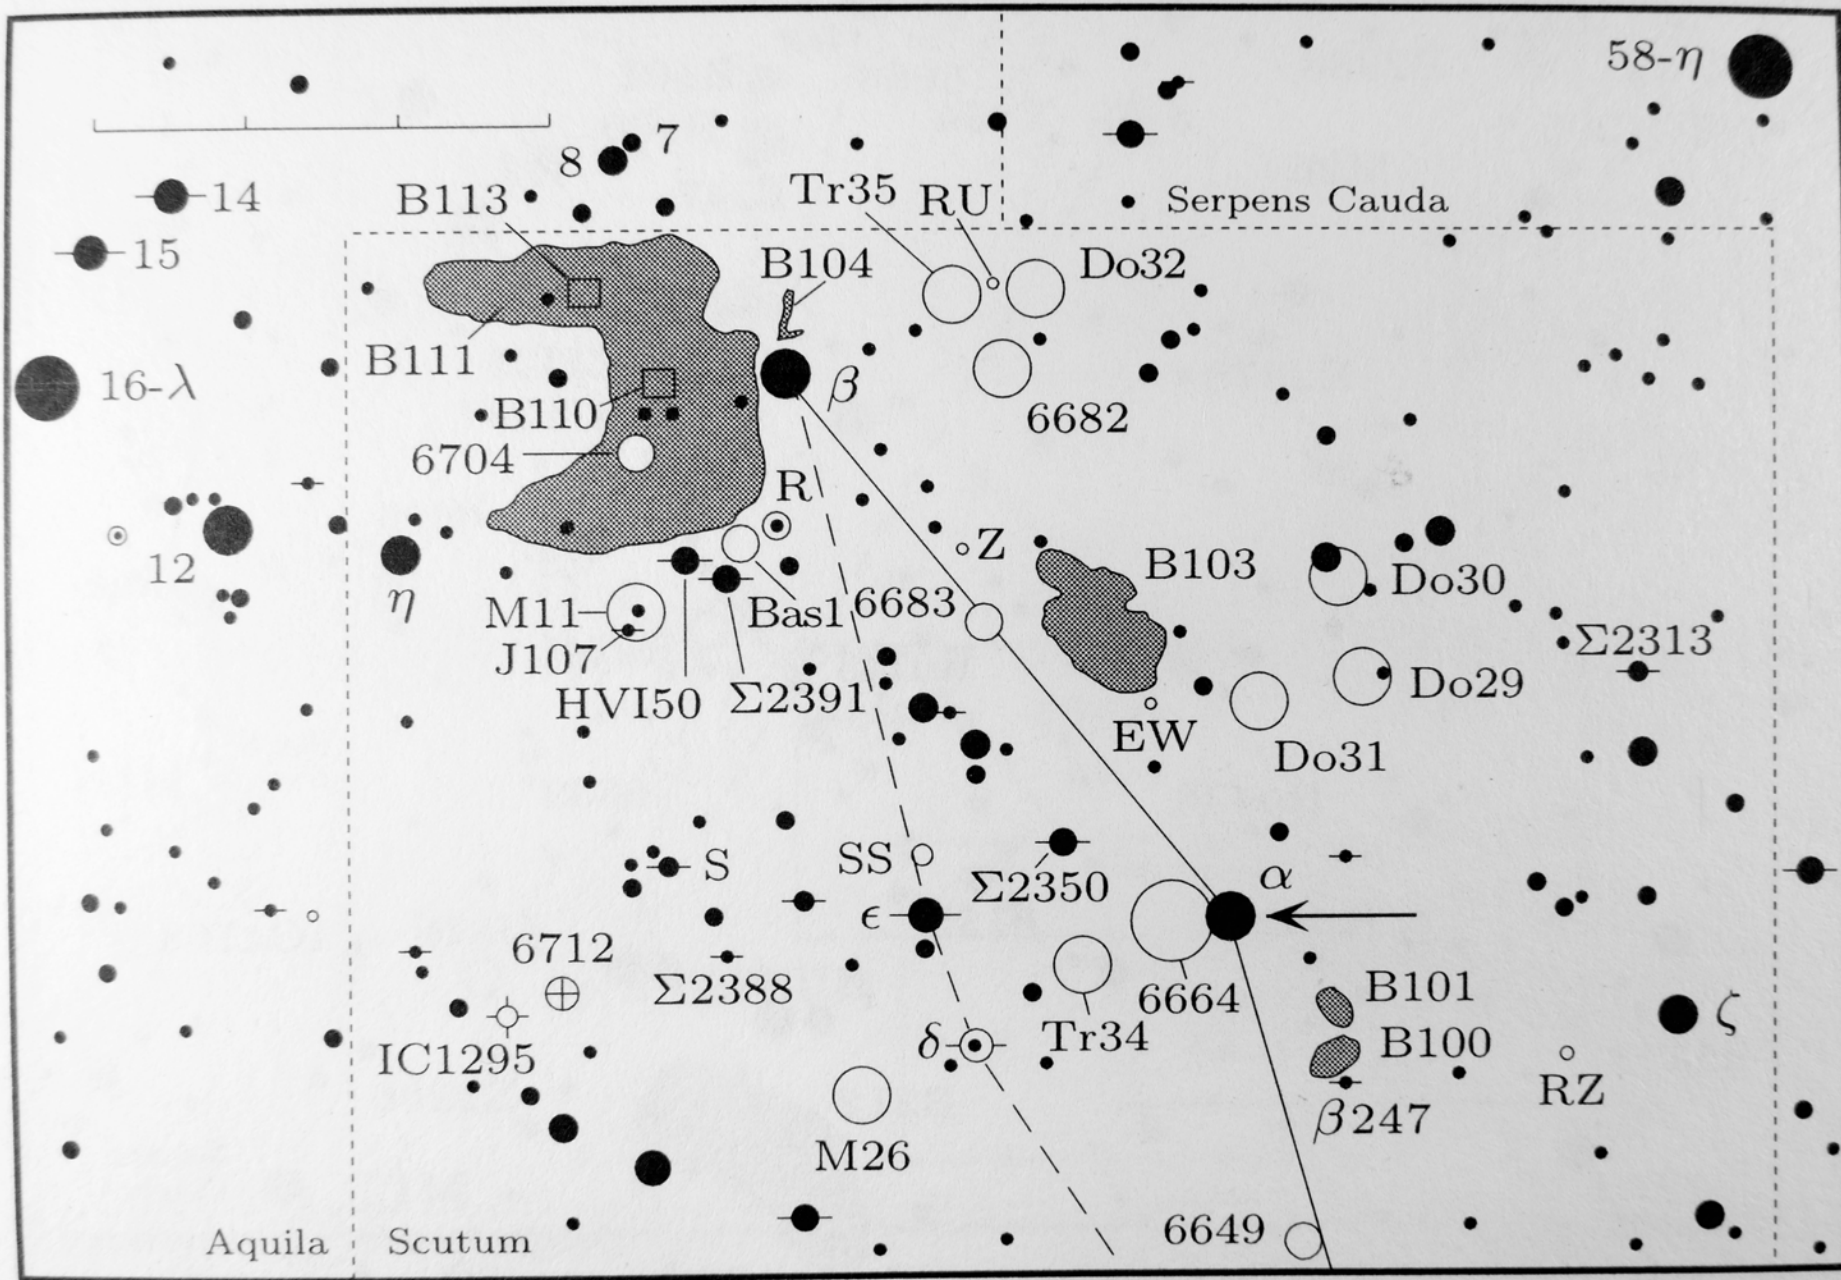 58-η
8 7
14
B113
Tr35 RU
Serpens Cauda
15
B104
Do32
B111
16-λ
β
B110
6682
6704
R
Z
12
B103
Do30
η
M11
Bas1 6683
J107
Σ2313
HVI50 Σ2391
Do29
EW
Do31
S
SS
Σ2350
α
ϵ
6712
Σ2388
6664
B101
ζ
δ
Tr34
B100
IC1295
RZ
β247
M26
6649
Aquila
Scutum